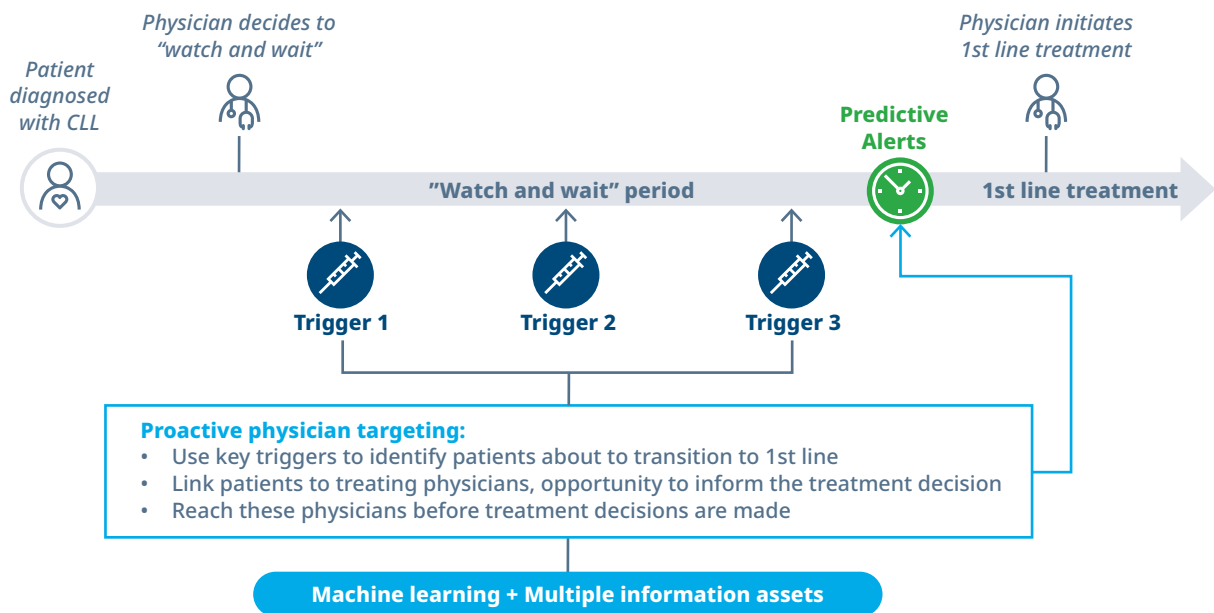 Patient
diagnosed
with CLL
Physician decides to
“watch and wait”
Physician initiates
1st line treatment
Predictive
Alerts
”Watch and wait” period
1st line treatment
Trigger 1
Trigger 2
Trigger 3
Proactive physician targeting:
• Use key triggers to identify patients about to transition to 1st line
• Link patients to treating physicians, opportunity to inform the treatment decision
• Reach these physicians before treatment decisions are made
Machine learning + Multiple information assets